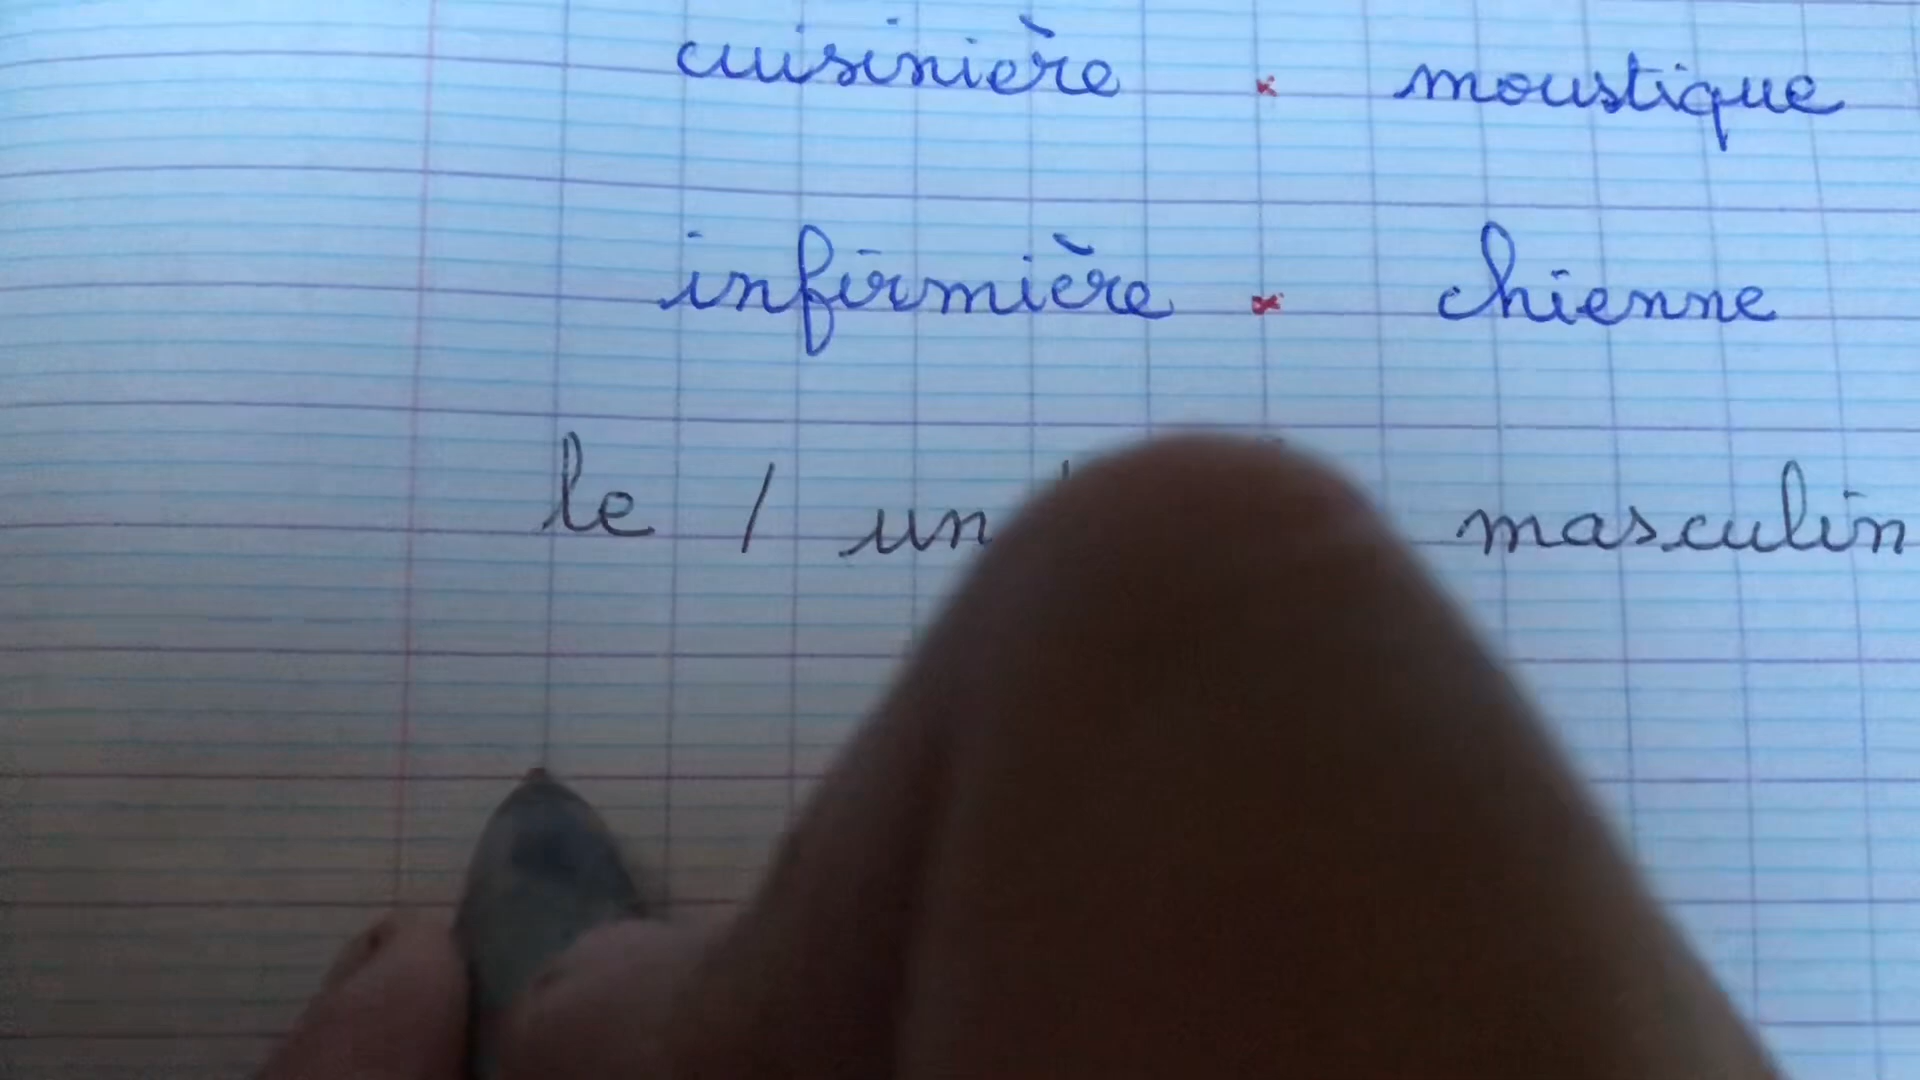 cuisinière × moustique
infirmière × chienne
le / un masculin